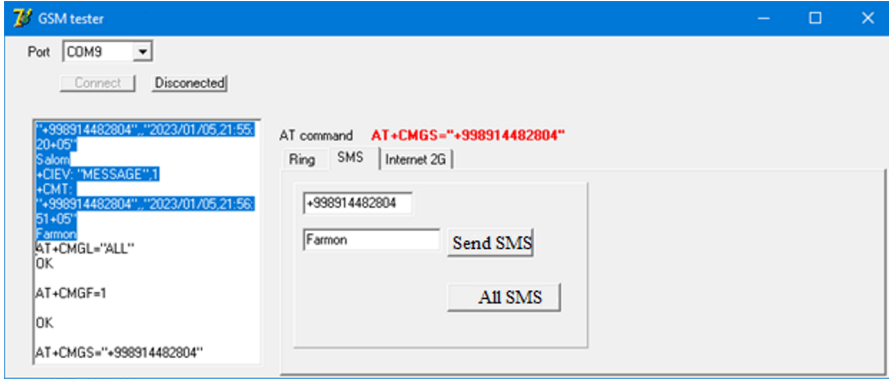 GSM tester
Port COM9
Connect Disconected
"+998914482804",,"2023/01/05,21:55:
20+05"
Salom
+CIEV: "MESSAGE",1
+CMT:
"+998914482804",,"2023/01/05,21:56:
51+05"
Farmon
AT+CMGL="ALL"
OK
AT+CMGF=1
OK
AT+CMGS="+998914482804"
AT command AT+CMGS="+998914482804"
Ring SMS Internet 2G
+998914482804
Farmon Send SMS
All SMS